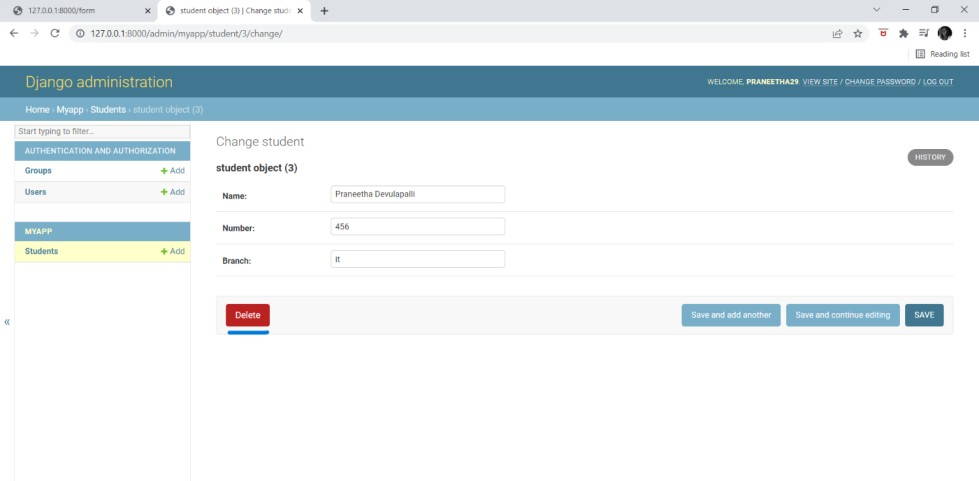 127.0.0.1:8000/form
student object (3) | Change stude
127.0.0.1:8000/admin/myapp/student/3/change/
Reading list
Django administration
WELCOME, PRANEETHA29. VIEW SITE / CHANGE PASSWORD / LOG OUT
Home › Myapp › Students › student object (3)
Start typing to filter...
AUTHENTICATION AND AUTHORIZATION
Groups + Add
Users + Add
MYAPP
Students + Add
«
Change student
HISTORY
student object (3)
Name: Praneetha Devulapalli
Number: 456
Branch: it
Delete
Save and add another
Save and continue editing
SAVE